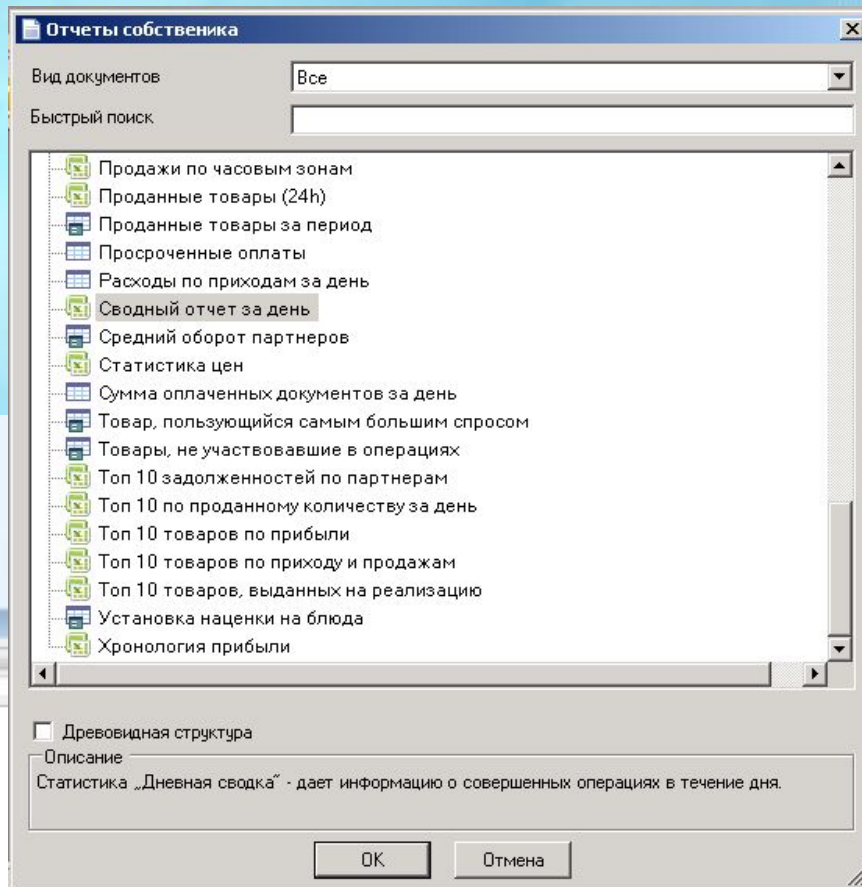 Отчеты собственика
Вид документов
Все
Быстрый поиск
Продажи по часовым зонам
Проданные товары (24h)
Проданные товары за период
Просроченные оплаты
Расходы по приходам за день
Сводный отчет за день
Средний оборот партнеров
Статистика цен
Сумма оплаченных документов за день
Товар, пользующийся самым большим спросом
Товары, не участвовавшие в операциях
Топ 10 задолженностей по партнерам
Топ 10 по проданному количеству за день
Топ 10 товаров по прибыли
Топ 10 товаров по приходу и продажам
Топ 10 товаров, выданных на реализацию
Установка наценки на блюда
Хронология прибыли
Древовидная структура
Описание
Статистика „Дневная сводка“ - дает информацию о совершенных операциях в течение дня.
OK Отмена